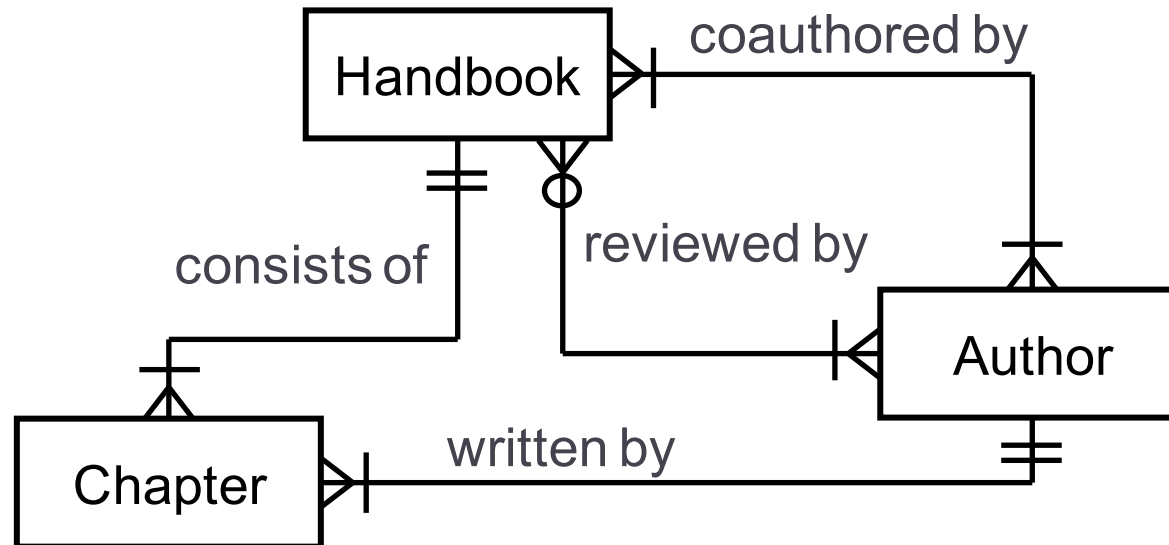 coauthored by
Handbook
reviewed by
consists of
Author
written by
Chapter